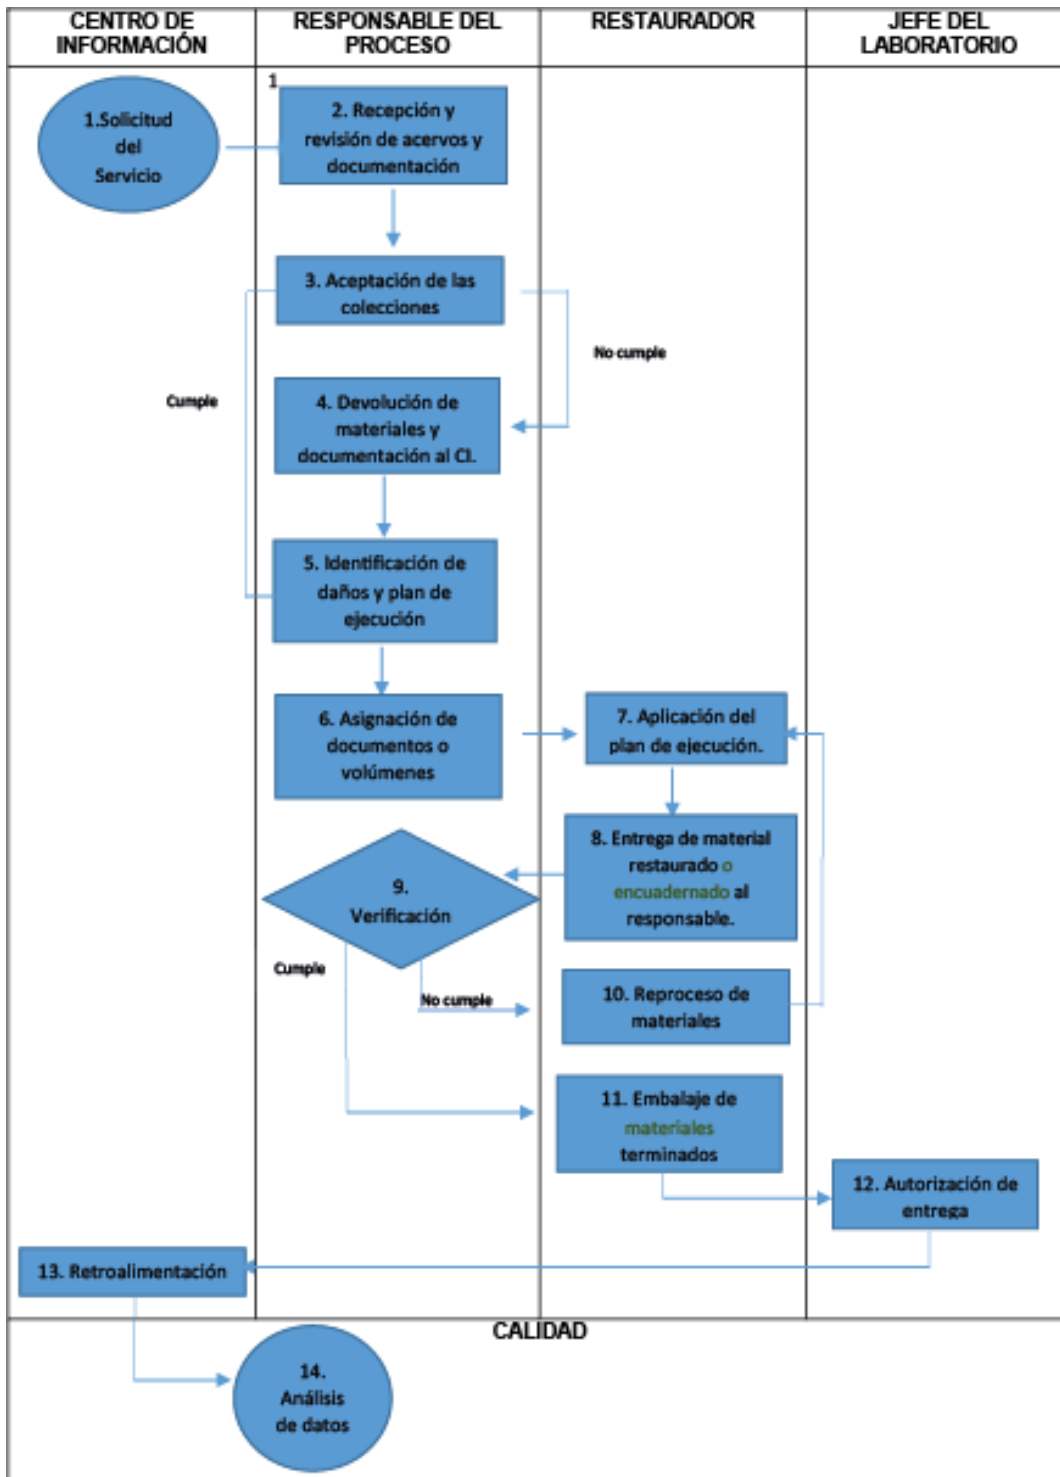 CENTRO DE
INFORMACIÓN
RESPONSABLE DEL
PROCESO
RESTAURADOR
JEFE DEL
LABORATORIO
1.Solicitud
del
Servicio
1
2. Recepción y
revisión de acervos y
documentación
3. Aceptación de las
colecciones
No cumple
Cumple
4. Devolución de
materiales y
documentación al CI.
5. Identificación de
daños y plan de
ejecución
6. Asignación de
documentos o
volúmenes
7. Aplicación del
plan de ejecución.
8. Entrega de material
restaurado o
encuadernado al
responsable.
9.
Verificación
Cumple
No cumple
10. Reproceso de
materiales
11. Embalaje de
materiales
terminados
12. Autorización de
entrega
13. Retroalimentación
CALIDAD
14.
Análisis
de datos